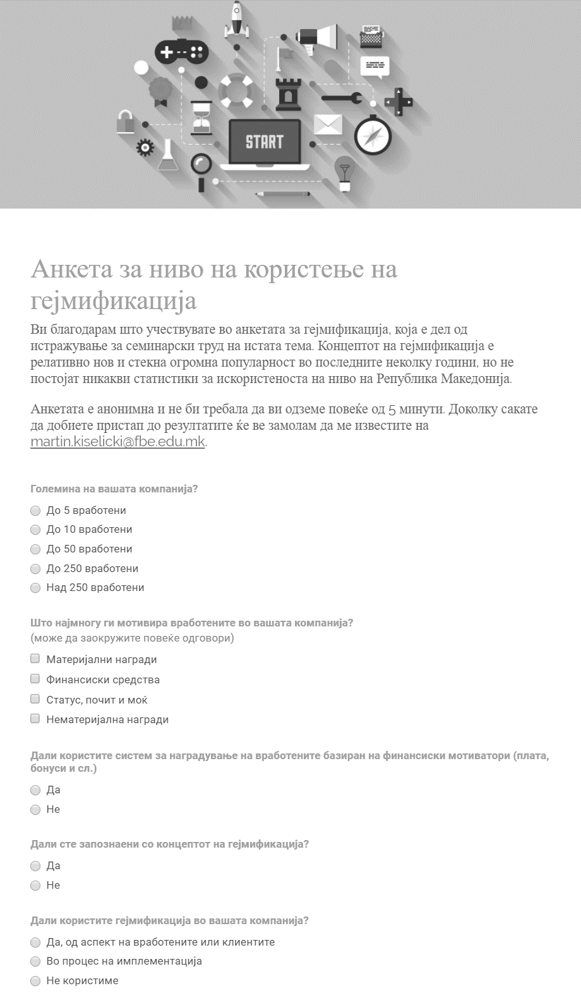 START
Анкета за ниво на користење на
гејмификација
Ви благодарам што учествувате во анкетата за гејмификација, која е дел од
истражување за семинарски труд на истата тема. Концептот на гејмификација е
релативно нов и стекна огромна популарност во последните неколку години, но не
постојат никакви статистики за искористеноста на ниво на Република Македонија.
Анкетата е анонимна и не би требала да ви одземе повеќе од 5 минути. Доколку сакате
да добиете пристап до резултатите ќе ве замолам да ме известите на
martin.kiselicki@fbe.edu.mk.
Големина на вашата компанија?
До 5 вработени
До 10 вработени
До 50 вработени
До 250 вработени
Над 250 вработени
Што најмногу ги мотивира вработените во вашата компанија?
(може да заокружите повеќе одговори)
Материјални награди
Финансиски средства
Статус, почит и моќ
Нематеријална награди
Дали користите систем за наградување на вработените базиран на финансиски мотиватори (плата,
бонуси и сл.)
Да
Не
Дали сте запознаени со концептот на гејмификација?
Да
Не
Дали користите гејмификација во вашата компанија?
Да, од аспект на вработените или клиентите
Во процес на имплементација
Не користиме